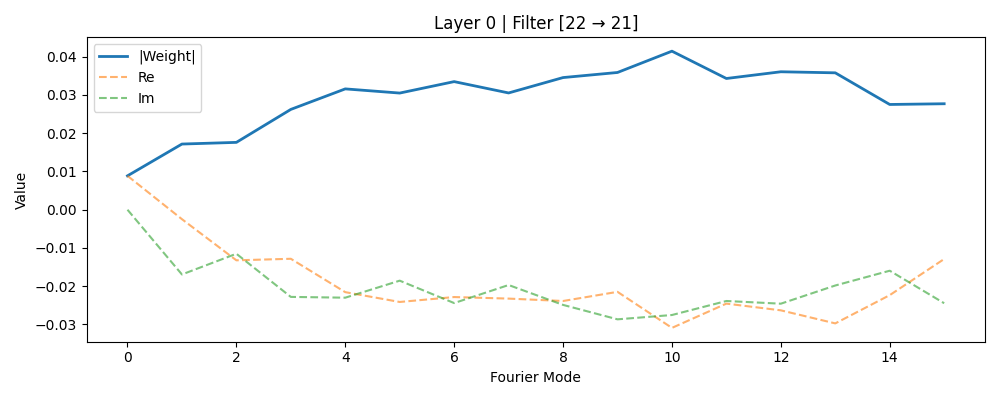 Layer 0 | Filter [22 → 21]
|Weight|
Re
Im
Value
0.04
0.03
0.02
0.01
0.00
−0.01
−0.02
−0.03
0 2 4 6 8 10 12 14
Fourier Mode